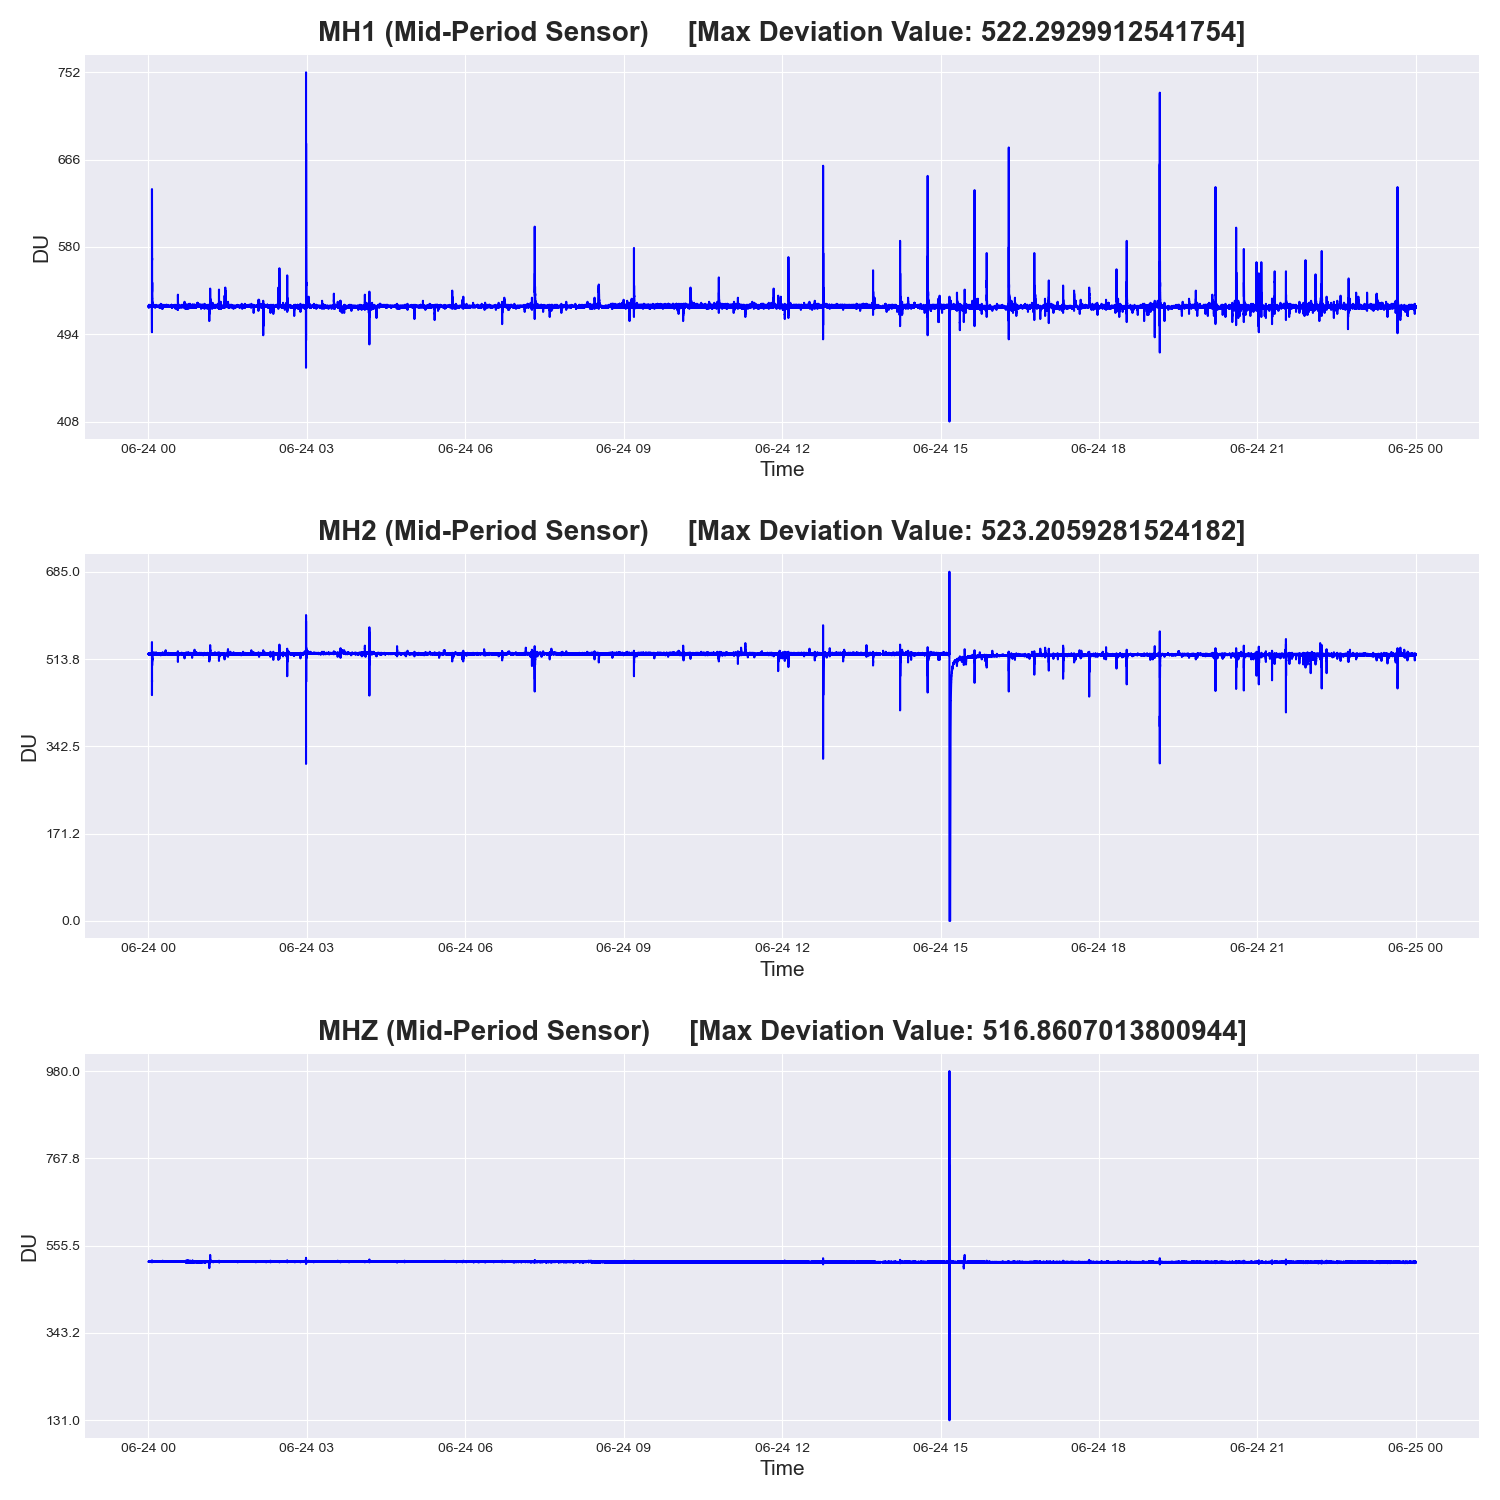 MH1 (Mid-Period Sensor) [Max Deviation Value: 522.2929912541754]
752
666
580
494
408
DU
06-24 00 06-24 03 06-24 06 06-24 09 06-24 12 06-24 15 06-24 18 06-24 21 06-25 00
Time
MH2 (Mid-Period Sensor) [Max Deviation Value: 523.2059281524182]
685.0
513.8
342.5
171.2
0.0
DU
06-24 00 06-24 03 06-24 06 06-24 09 06-24 12 06-24 15 06-24 18 06-24 21 06-25 00
Time
MHZ (Mid-Period Sensor) [Max Deviation Value: 516.8607013800944]
980.0
767.8
555.5
343.2
131.0
DU
06-24 00 06-24 03 06-24 06 06-24 09 06-24 12 06-24 15 06-24 18 06-24 21 06-25 00
Time